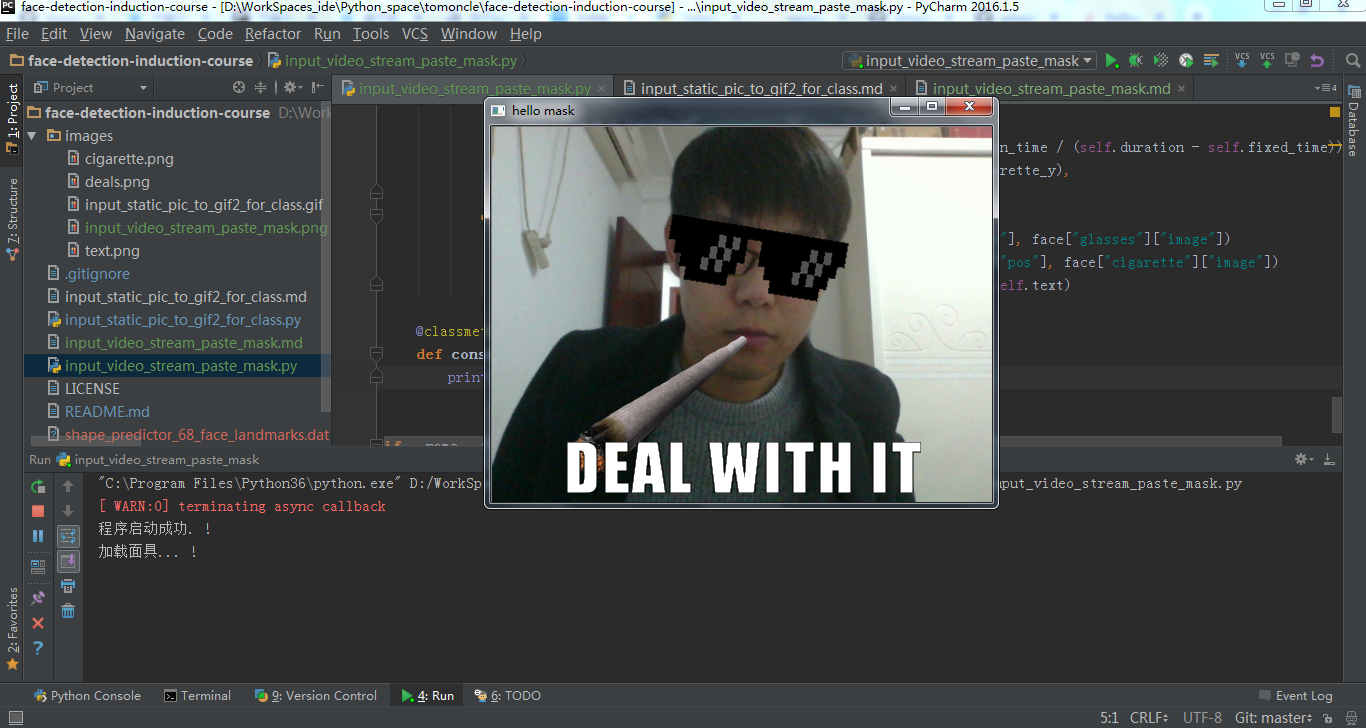 face-detection-induction-course - [D:\WorkSpaces_ide\Python_space\tomoncle\face-detection-induction-course] - ...\input_video_stream_paste_mask.py - PyCharm 2016.1.5
File Edit View Navigate Code Refactor Run Tools VCS Window Help
face-detection-induction-course input_video_stream_paste_mask.py input_video_stream_paste_mask VCS VCS
Project input_video_stream_paste_mask.py input_static_pic_to_gif2_for_class.md input_video_stream_paste_mask.md 4
1: Project
7: Structure
2: Favorites
Database
face-detection-induction-course D:\Work
images
cigarette.png
deals.png
input_static_pic_to_gif2_for_class.gif
input_video_stream_paste_mask.png
text.png
.gitignore
input_static_pic_to_gif2_for_class.md
input_static_pic_to_gif2_for_class.py
input_video_stream_paste_mask.md
input_video_stream_paste_mask.py
LICENSE
README.md
shape_predictor_68_face_landmarks.dat
hello mask
DEAL WITH IT
n_time / (self.duration - self.fixed_time))
rette_y),
"], face["glasses"]["image"])
"pos"], face["cigarette"]["image"])
elf.text)
@classmet
def cons
print
Run input_video_stream_paste_mask
"C:\Program Files\Python36\python.exe" D:/WorkSp
nput_video_stream_paste_mask.py
[ WARN:0] terminating async callback
程序启动成功. !
加载面具... !
Python Console Terminal 9: Version Control 4: Run 6: TODO Event Log
5:1 CRLF UTF-8 Git: master